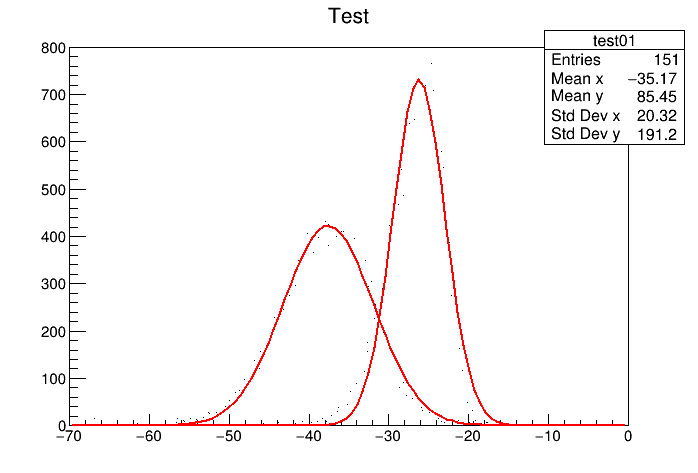 Test
test01
Entries 151
Mean x −35.17
Mean y 85.45
Std Dev x 20.32
Std Dev y 191.2
800
700
600
500
400
300
200
100
0
−70 −60 −50 −40 −30 −20 −10 0